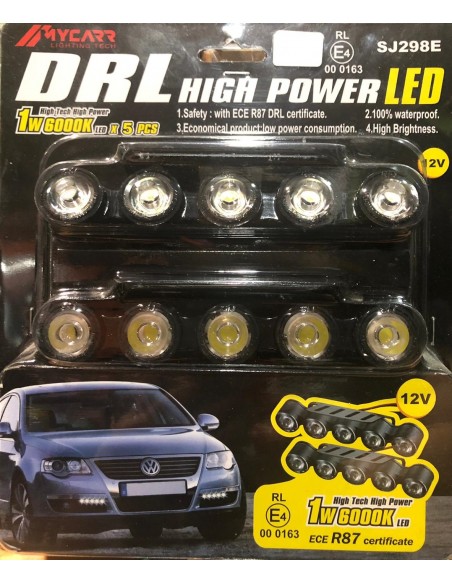 MYCARR
LIGHTING TECH
RL
E4
00 0163
SJ298E
DRL HIGH POWER LED
High Tech High Power
1W 6000K LED X 5 PCS
1.Safety: with ECE R87 DRL certificate.
2.100% waterproof.
3.Economical product:low power consumption.
4.High Brightness.
12V
12V
High Tech High Power
1W 6000K LED
RL
E4
00 0163
ECE R87 certificate